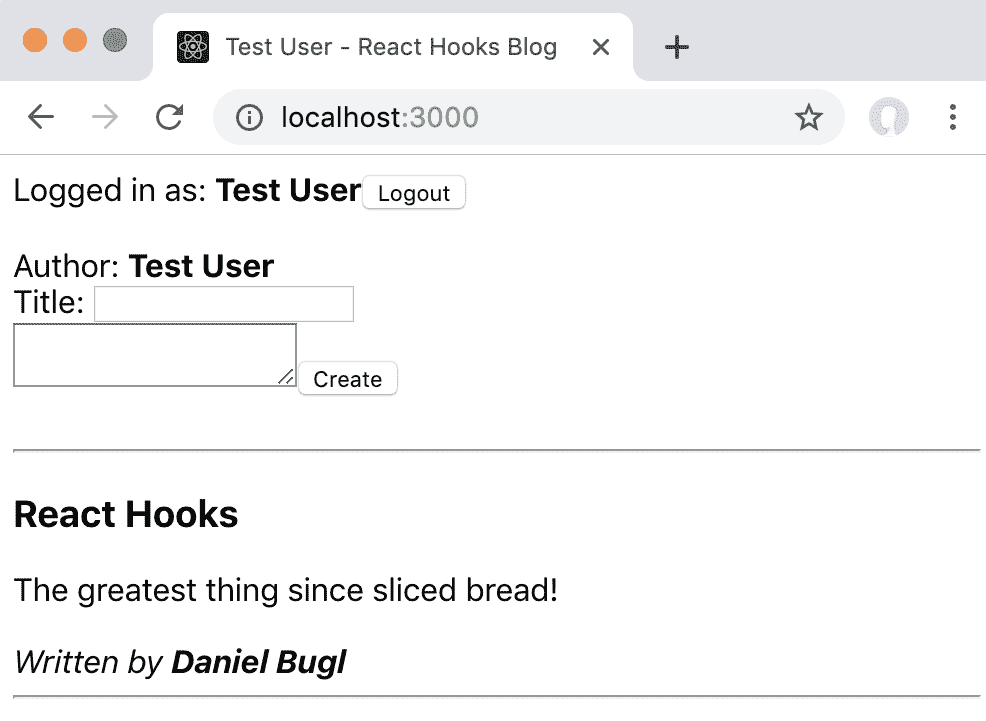 Test User - React Hooks Blog
localhost:3000
Logged in as: Test User Logout
Author: Test User
Title:
Create
React Hooks
The greatest thing since sliced bread!
Written by Daniel Bugl